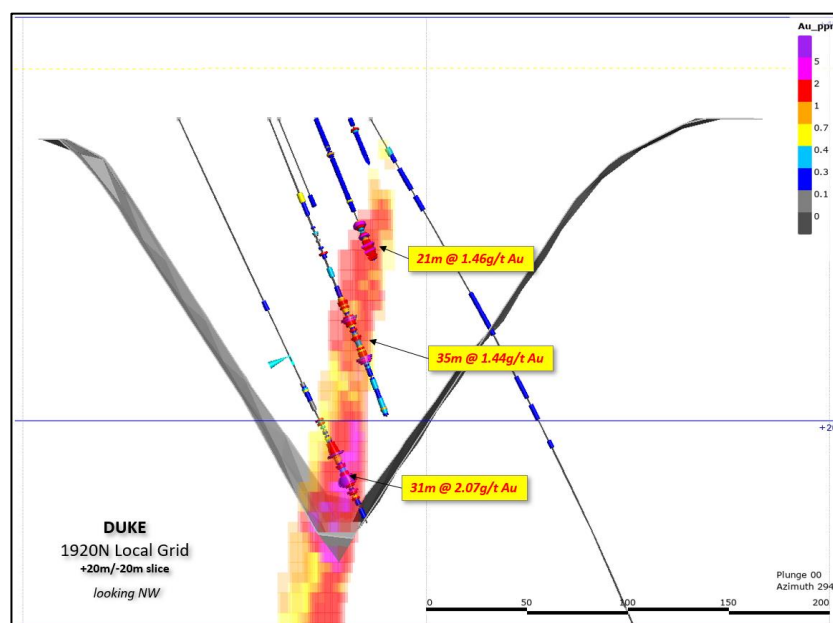 Au_ppm
5
2
1
0.7
0.4
0.3
0.1
0
21m @ 1.46g/t Au
35m @ 1.44g/t Au
31m @ 2.07g/t Au
DUKE
1920N Local Grid
+20m/-20m slice
looking NW
Plunge 00
Azimuth 294
0 50 100 150 200